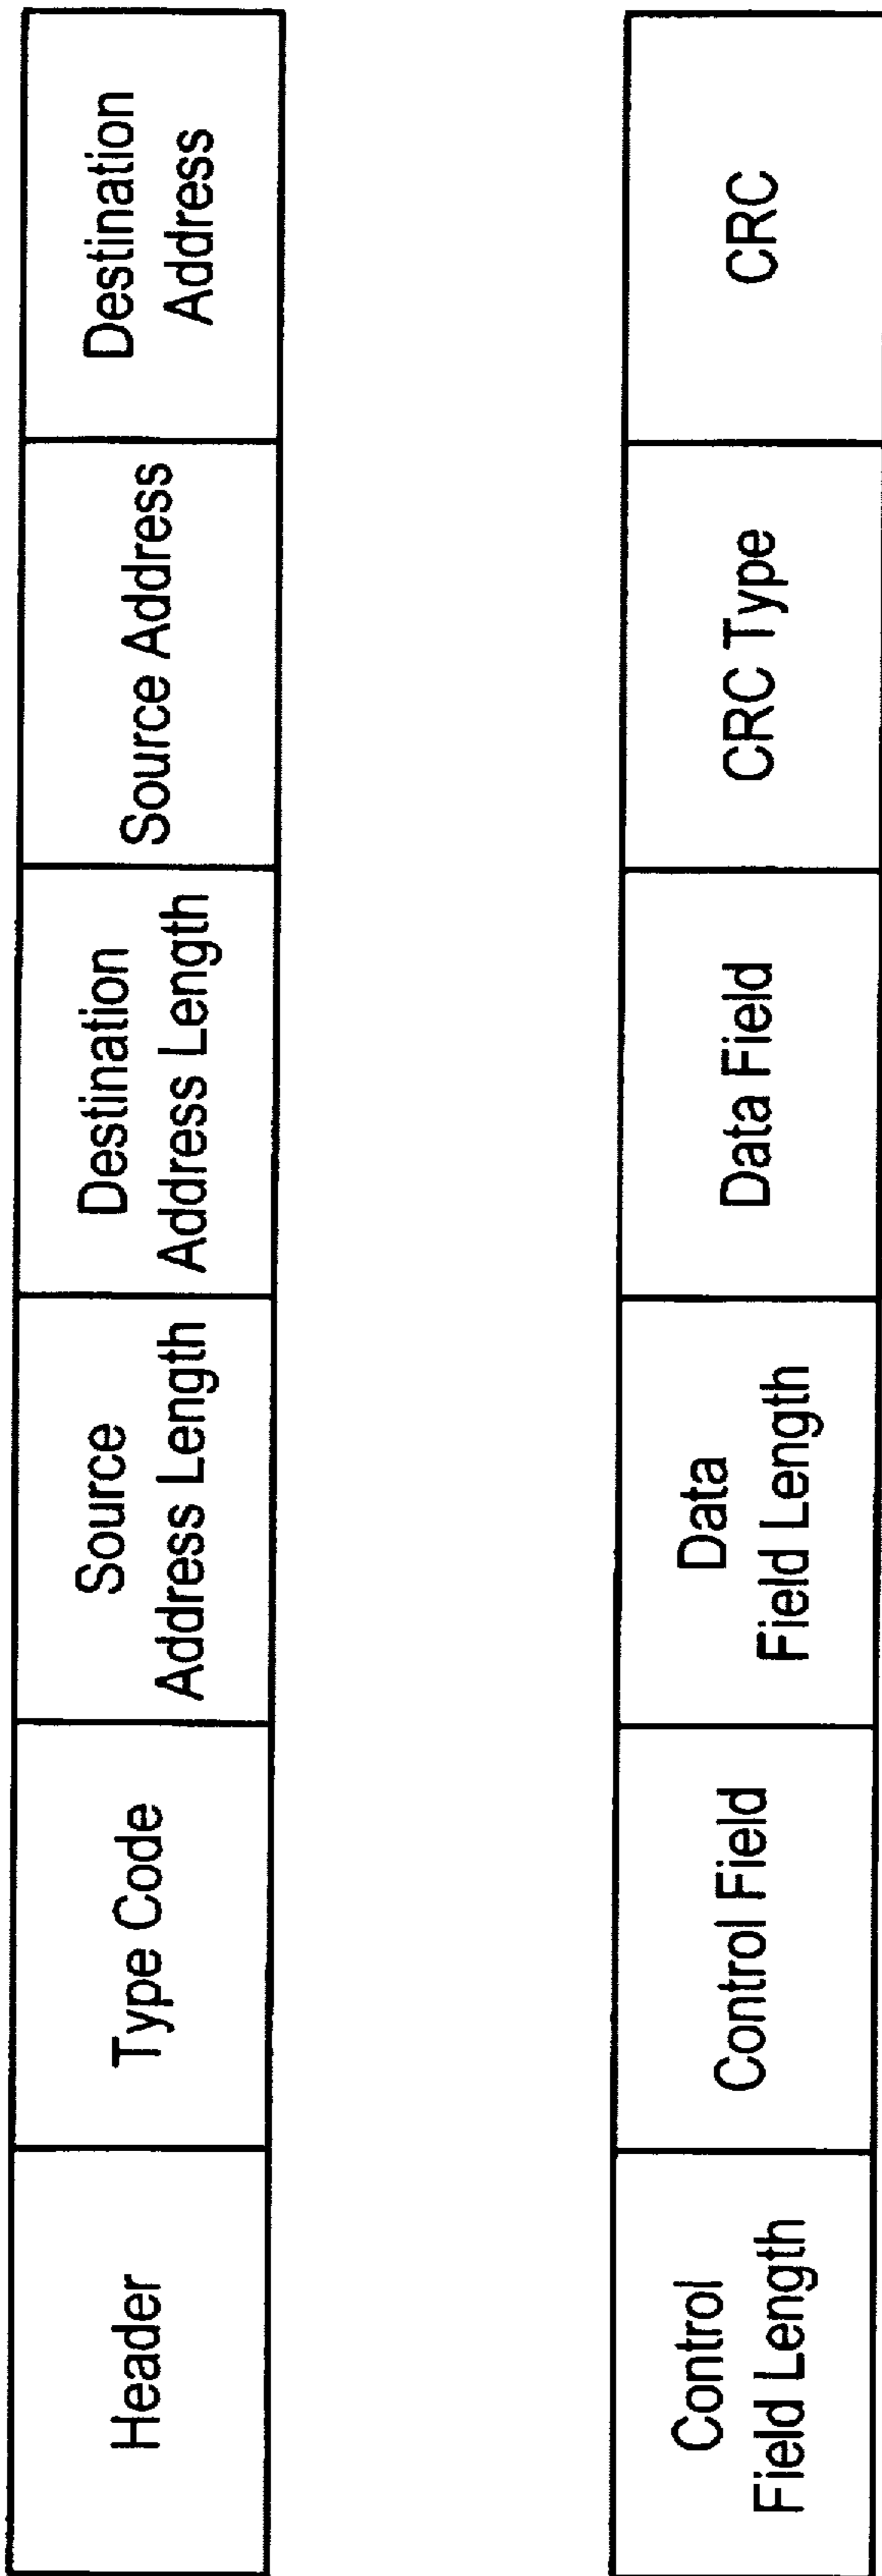 Header
Type Code
Source
Address Length
Destination
Address Length
Source Address
Destination
Address
Control
Field Length
Control Field
Data
Field Length
Data Field
CRC Type
CRC